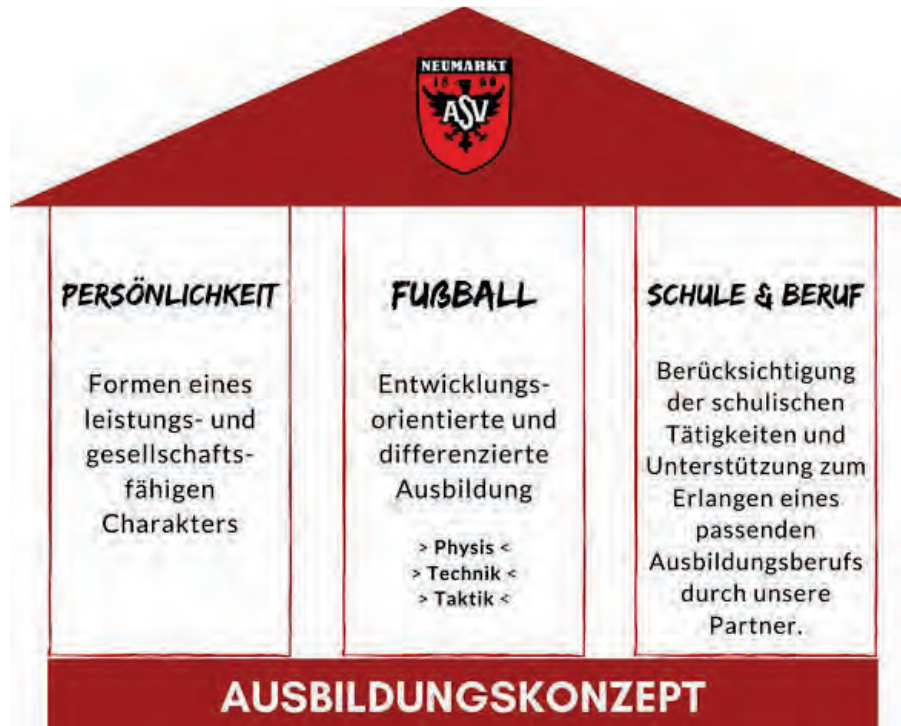 NEUMARKT
18 60
ASV
PERSÖNLICHKEIT
Formen eines
leistungs- und
gesellschafts-
fähigen
Charakters
FUßBALL
Entwicklungs-
orientierte und
differenzierte
Ausbildung
> Physis <
> Technik <
> Taktik <
SCHULE & BERUF
Berücksichtigung
der schulischen
Tätigkeiten und
Unterstützung zum
Erlangen eines
passenden
Ausbildungsberufs
durch unsere
Partner.
AUSBILDUNGSKONZEPT